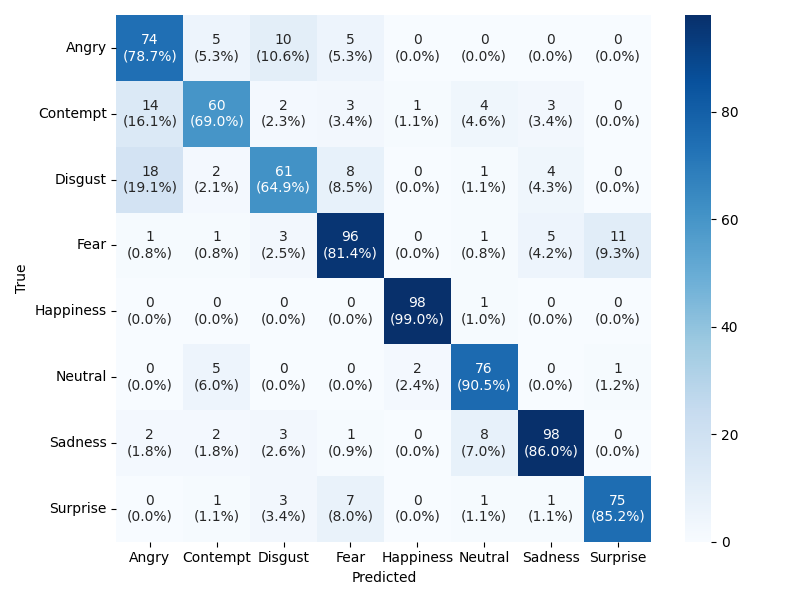 Angry 74 5 10 5 0 0 0 0
(78.7%) (5.3%) (10.6%) (5.3%) (0.0%) (0.0%) (0.0%) (0.0%)
Contempt 14 60 2 3 1 4 3 0
(16.1%) (69.0%) (2.3%) (3.4%) (1.1%) (4.6%) (3.4%) (0.0%)
Disgust 18 2 61 8 0 1 4 0
(19.1%) (2.1%) (64.9%) (8.5%) (0.0%) (1.1%) (4.3%) (0.0%)
Fear 1 1 3 96 0 1 5 11
(0.8%) (0.8%) (2.5%) (81.4%) (0.0%) (0.8%) (4.2%) (9.3%)
Happiness 0 0 0 0 98 1 0 0
(0.0%) (0.0%) (0.0%) (0.0%) (99.0%) (1.0%) (0.0%) (0.0%)
Neutral 0 5 0 0 2 76 0 1
(0.0%) (6.0%) (0.0%) (0.0%) (2.4%) (90.5%) (0.0%) (1.2%)
Sadness 2 2 3 1 0 8 98 0
(1.8%) (1.8%) (2.6%) (0.9%) (0.0%) (7.0%) (86.0%) (0.0%)
Surprise 0 1 3 7 0 1 1 75
(0.0%) (1.1%) (3.4%) (8.0%) (0.0%) (1.1%) (1.1%) (85.2%)
Angry Contempt Disgust Fear Happiness Neutral Sadness Surprise
Predicted
True
80
60
40
20
0